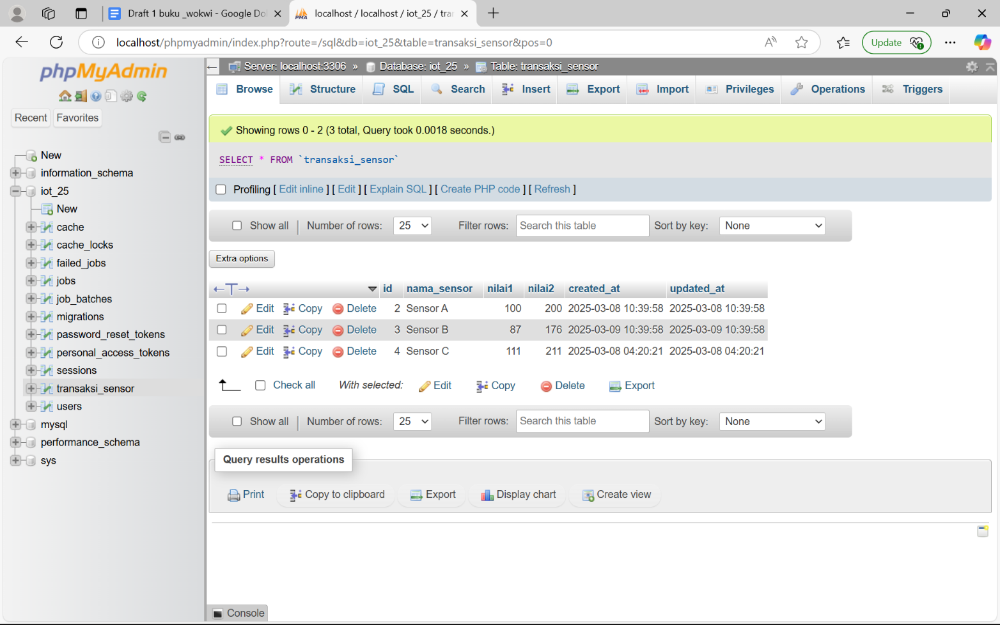 Draft 1 buku _wokwi - Google Do
localhost / localhost / iot_25 / tran
localhost/phpmyadmin/index.php?route=/sql&db=iot_25&table=transaksi_sensor&pos=0
Update
phpMyAdmin
Recent
Favorites
New
information_schema
iot_25
New
cache
cache_locks
failed_jobs
jobs
job_batches
migrations
password_reset_tokens
personal_access_tokens
sessions
transaksi_sensor
users
mysql
performance_schema
sys
Server: localhost:3306 » Database: iot_25 » Table: transaksi_sensor
Browse Structure SQL Search Insert Export Import Privileges Operations Triggers
Showing rows 0 - 2 (3 total, Query took 0.0018 seconds.)
SELECT * FROM `transaksi_sensor`
Profiling [ Edit inline ] [ Edit ] [ Explain SQL ] [ Create PHP code ] [ Refresh ]
Show all | Number of rows: 25 Filter rows: Search this table Sort by key: None
Extra options
id nama_sensor nilai1 nilai2 created_at updated_at
Edit Copy Delete 2 Sensor A 100 200 2025-03-08 10:39:58 2025-03-08 10:39:58
Edit Copy Delete 3 Sensor B 87 176 2025-03-09 10:39:58 2025-03-09 10:39:58
Edit Copy Delete 4 Sensor C 111 211 2025-03-08 04:20:21 2025-03-08 04:20:21
Check all With selected: Edit Copy Delete Export
Show all | Number of rows: 25 Filter rows: Search this table Sort by key: None
Query results operations
Print Copy to clipboard Export Display chart Create view
Console